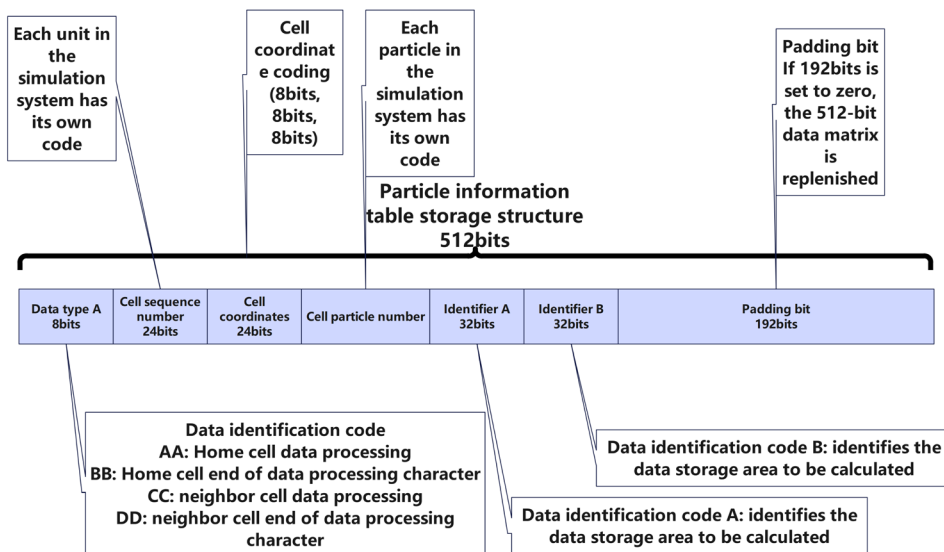 Each unit in
the
simulation
system has
its own
code
Cell
coordinat
e coding
(8bits,
8bits,
8bits)
Each
particle in
the
simulation
system has
its own
code
Padding bit
If 192bits is
set to zero,
the 512-bit
data matrix
is
replenished
Particle information
table storage structure
512bits
Data type A
8bits
Cell sequence
number
24bits
Cell
coordinates
24bits
Cell particle number
Identifier A
32bits
Identifier B
32bits
Padding bit
192bits
Data identification code
AA: Home cell data processing
BB: Home cell end of data processing character
CC: neighbor cell data processing
DD: neighbor cell end of data processing
character
Data identification code B: identifies the
data storage area to be calculated
Data identification code A: identifies the
data storage area to be calculated